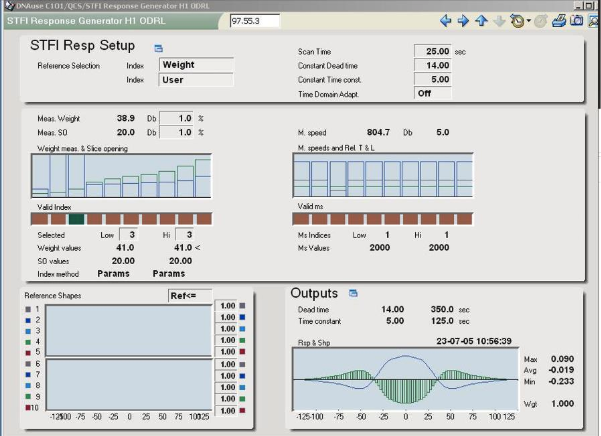 DNAuse C101/QCS/STFI Response Generator H1 ODRL
STFI Response Generator H1 ODRL 97.55.3
STFI Resp Setup
Reference Selection Index Weight
Index User
Scan Time 25.00 sec
Constant Dead time 14.00
Constant Time const. 5.00
Time Domain Adapt. Off
Meas. Weight 38.9 Db 1.0 %
Meas. SO 20.0 Db 1.0 %
Weight meas. & Slice opening
M. speed 804.7 Db 5.0
M. speeds and Rel. T & L
Valid Index
Selected Low 3 Hi 3
Weight values 41.0 41.0 <
SO values 20.00 20.00
Index method Params Params
Valid ms
Ms Indices Low 1 Hi 1
Ms Values 2000 2000
Reference Shapes Ref<=
1 1.00
2 1.00
3 1.00
4 1.00
5 1.00
6 1.00
7 1.00
8 1.00
9 1.00
10 1.00
-75 -50 -25 0 25 50 75
Outputs
Dead time 14.00 350.0 sec
Time constant 5.00 125.0 sec
Rsp & Shp 23-07-05 10:56:39
Max 0.090
Avg -0.019
Min -0.233
Wgt 1.000
-125-100 -75 -50 -25 0 25 50 75 100 125